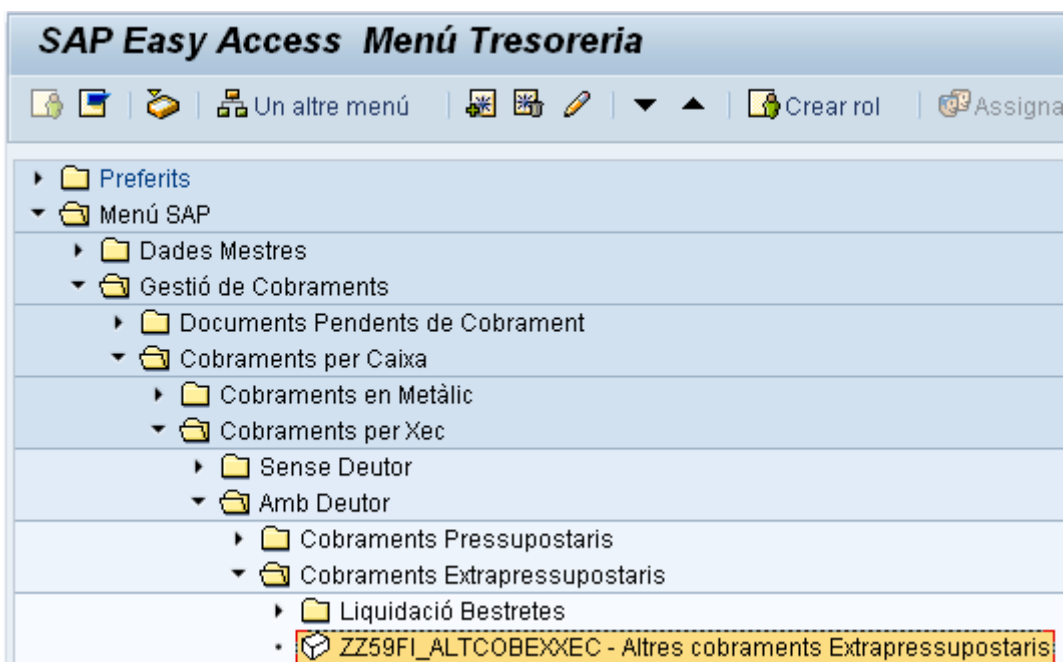 SAP Easy Access Menú Tresoreria
Un altre menú Crear rol Assigna
Preferits
Menú SAP
Dades Mestres
Gestió de Cobraments
Documents Pendents de Cobrament
Cobraments per Caixa
Cobraments en Metàlic
Cobraments per Xec
Sense Deutor
Amb Deutor
Cobraments Pressupostaris
Cobraments Extrapressupostaris
Liquidació Bestretes
ZZ59FI_ALTCOBEXXEC - Altres cobraments Extrapressupostaris